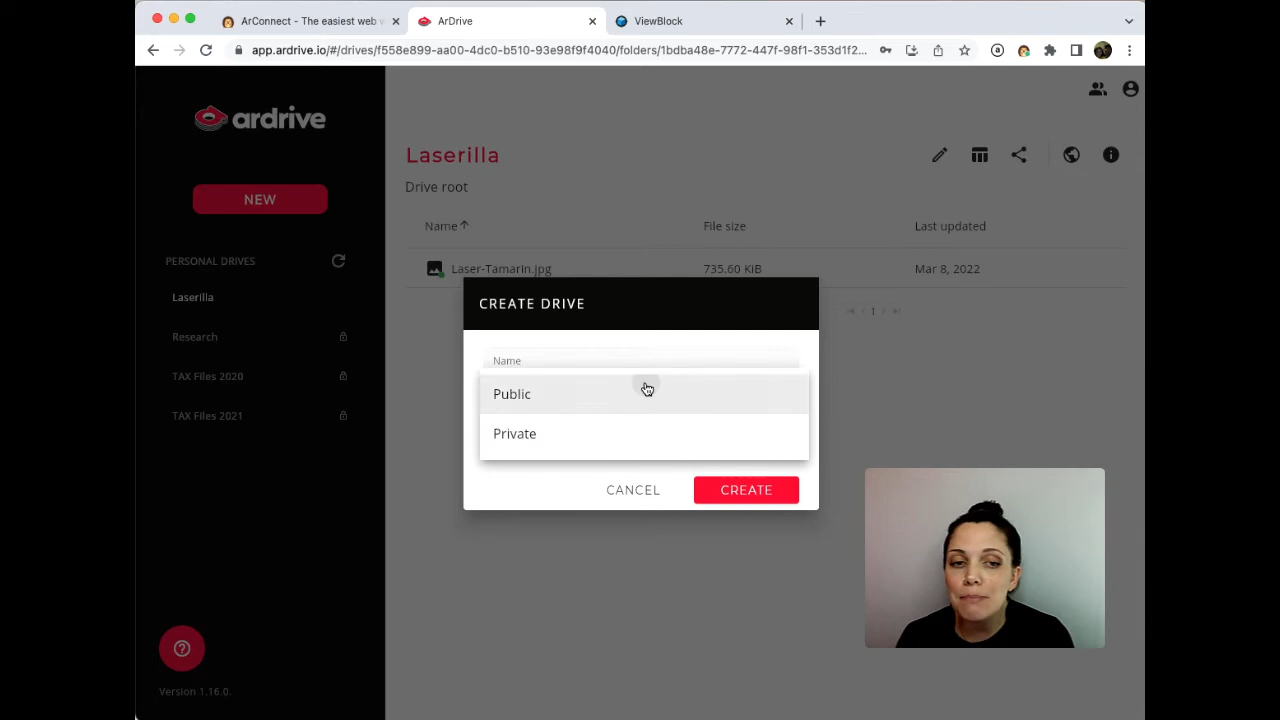 ArConnect - The easiest web w
ArDrive
ViewBlock
app.ardrive.io/#/drives/f558e899-aa00-4dc0-b510-93e98f9f4040/folders/1bdba48e-7772-447f-98f1-353d1f2...
ardrive
NEW
PERSONAL DRIVES
Laserilla
Research
TAX Files 2020
TAX Files 2021
Version 1.16.0.
Laserilla
Drive root
Name File size Last updated
Laser-Tamarin.jpg 735.60 KiB Mar 8, 2022
1
CREATE DRIVE
Name
Public
Private
CANCEL CREATE